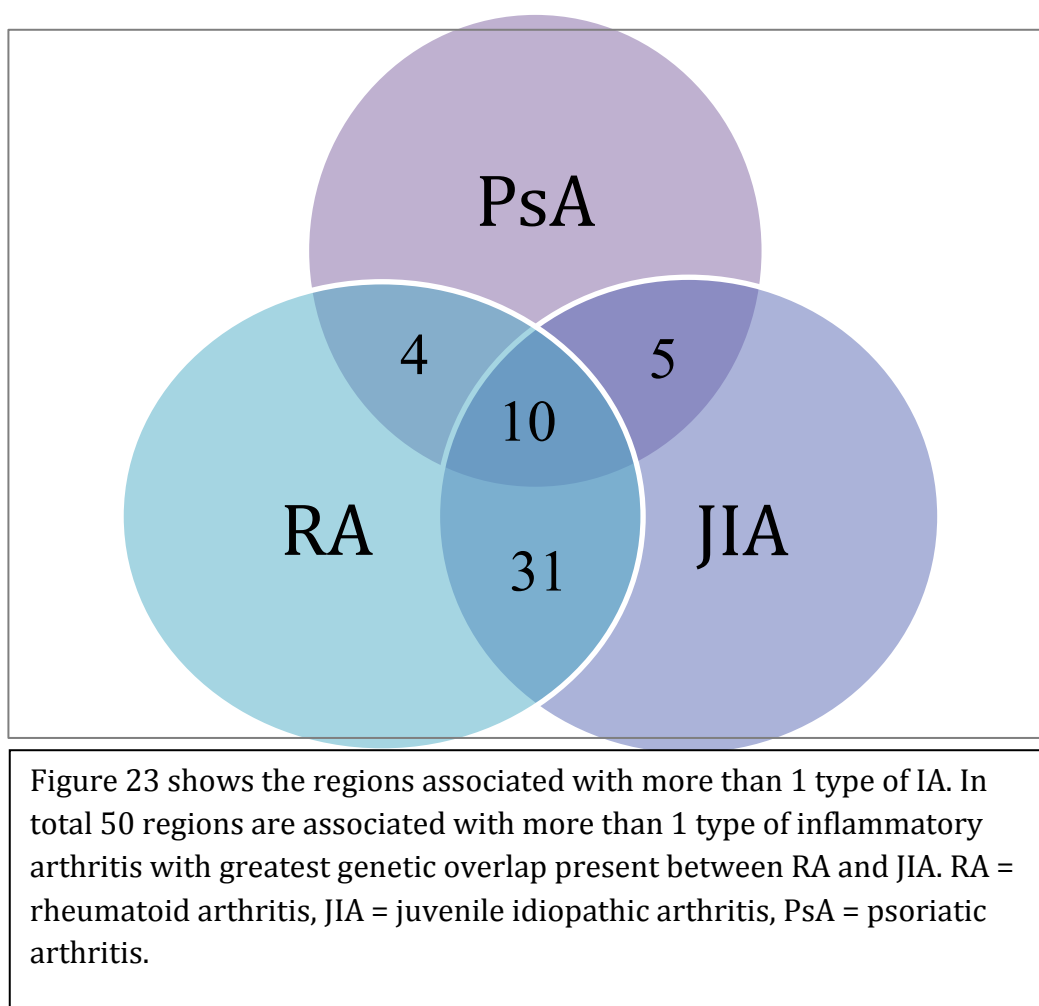 PsA
4
5
10
RA
JIA
31
Figure 23 shows the regions associated with more than 1 type of IA. In
total 50 regions are associated with more than 1 type of inflammatory
arthritis with greatest genetic overlap present between RA and JIA. RA =
rheumatoid arthritis, JIA = juvenile idiopathic arthritis, PsA = psoriatic
arthritis.